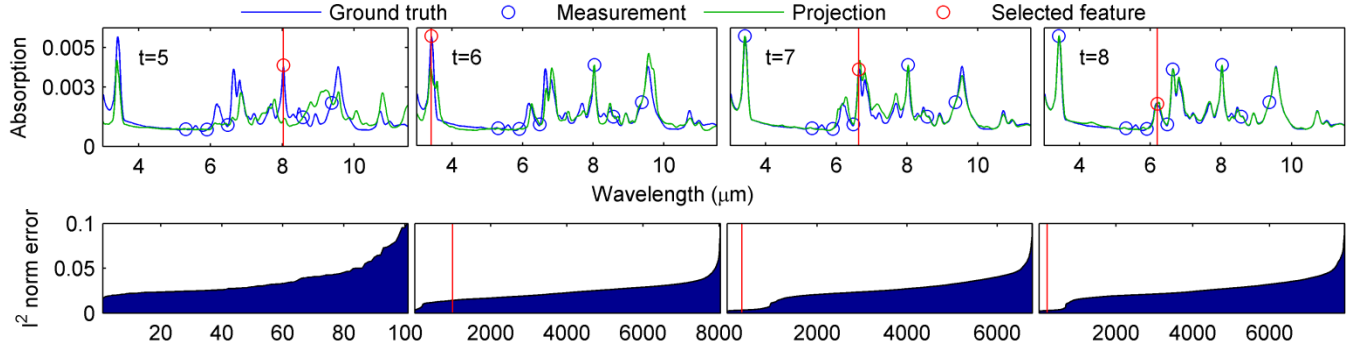 Ground truth Measurement Projection Selected feature
0.005
0.003
0
Absorption
t=5 t=6 t=7 t=8
4 6 8 10 4 6 8 10 4 6 8 10 4 6 8 10
Wavelength (μm)
0.1
0.05
0
l² norm error
20 40 60 80 100 2000 4000 6000 8000 2000 4000 6000 2000 4000 6000